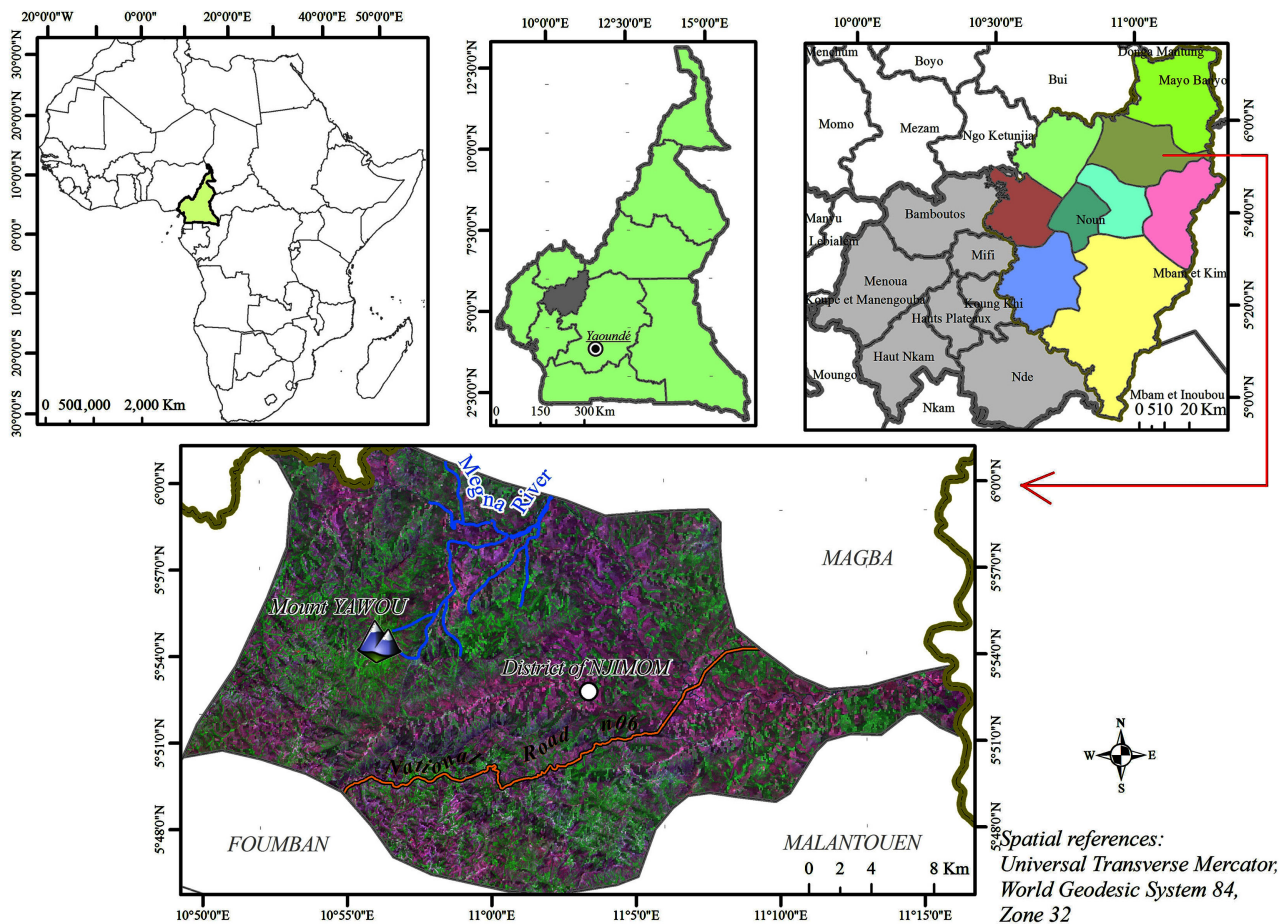 20°0'0"W 0°0'0" 20°0'0"E 40°0'0"E 50°0'0"E
30°0'0"N
20°0'0"N
10°0'0"N
0°0'0"
10°0'0"S
20°0'0"S
30°0'0"S
0 500 1,000 2,000 Km
10°0'0"E 12°30'0"E 15°0'0"E
12°30'0"N
10°0'0"N
7°30'0"N
5°0'0"N
2°30'0"N
Yaoundé
0 150 300 Km
10°0'0"E 10°30'0"E 11°0'0"E
6°0'0"N
5°40'0"N
5°20'0"N
5°0'0"N
Menchum
Boyo
Donga Mantung
Bui
Mayo Banyo
Momo
Mezam
Ngo Ketunjia
Manyu
Bamboutos
Noun
Lebialem
Mifi
Menoua
Mbam et Kim
Koupe et Manengouba
Koung Khi
Hauts Plateaux
Haut Nkam
Moungo
Nde
Nkam
Mbam et Inoubou
0 5 10 20 Km
6°0'0"N
5°57'0"N
5°54'0"N
5°51'0"N
5°48'0"N
Megna River
MAGBA
Mount YAWOU
District of NJIMOM
National Road n06
FOUMBAN
MALANTOUEN
0 2 4 8 Km
6°0'0"N
5°57'0"N
5°54'0"N
5°51'0"N
5°48'0"N
10°50'0"E 10°55'0"E 11°0'0"E 11°5'0"E 11°10'0"E 11°15'0"E
N
W E
S
Spatial references:
Universal Transverse Mercator,
World Geodesic System 84,
Zone 32